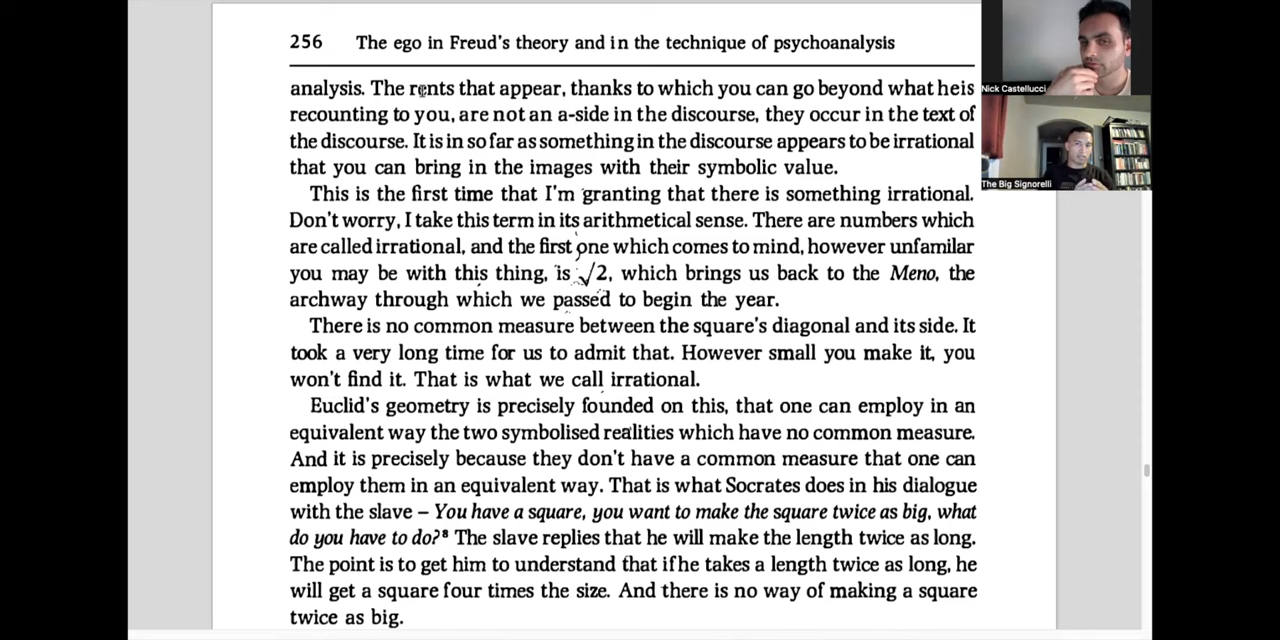 256 The ego in Freud's theory and in the technique of psychoanalysis
analysis. The rents that appear, thanks to which you can go beyond what heis
recounting to you, are not an a-side in the discourse, they occur in the text of
the discourse. It is in so far as something in the discourse appears to be irrational
that you can bring in the images with their symbolic value.
This is the first time that I'm granting that there is something irrational.
Don't worry, I take this term in its arithmetical sense. There are numbers which
are called irrational, and the first one which comes to mind, however unfamilar
you may be with this thing, is √2, which brings us back to the Meno, the
archway through which we passed to begin the year.
There is no common measure between the square's diagonal and its side. It
took a very long time for us to admit that. However small you make it, you
won't find it. That is what we call irrational.
Euclid's geometry is precisely founded on this, that one can employ in an
equivalent way the two symbolised realities which have no common measure.
And it is precisely because they don't have a common measure that one can
employ them in an equivalent way. That is what Socrates does in his dialogue
with the slave – You have a square, you want to make the square twice as big, what
do you have to do?⁸ The slave replies that he will make the length twice as long.
The point is to get him to understand that ifhe takes a length twice as long, he
will get a square four times the size. And there is no way of making a square
twice as big.
Nick Castellucci
The Big Signorelli